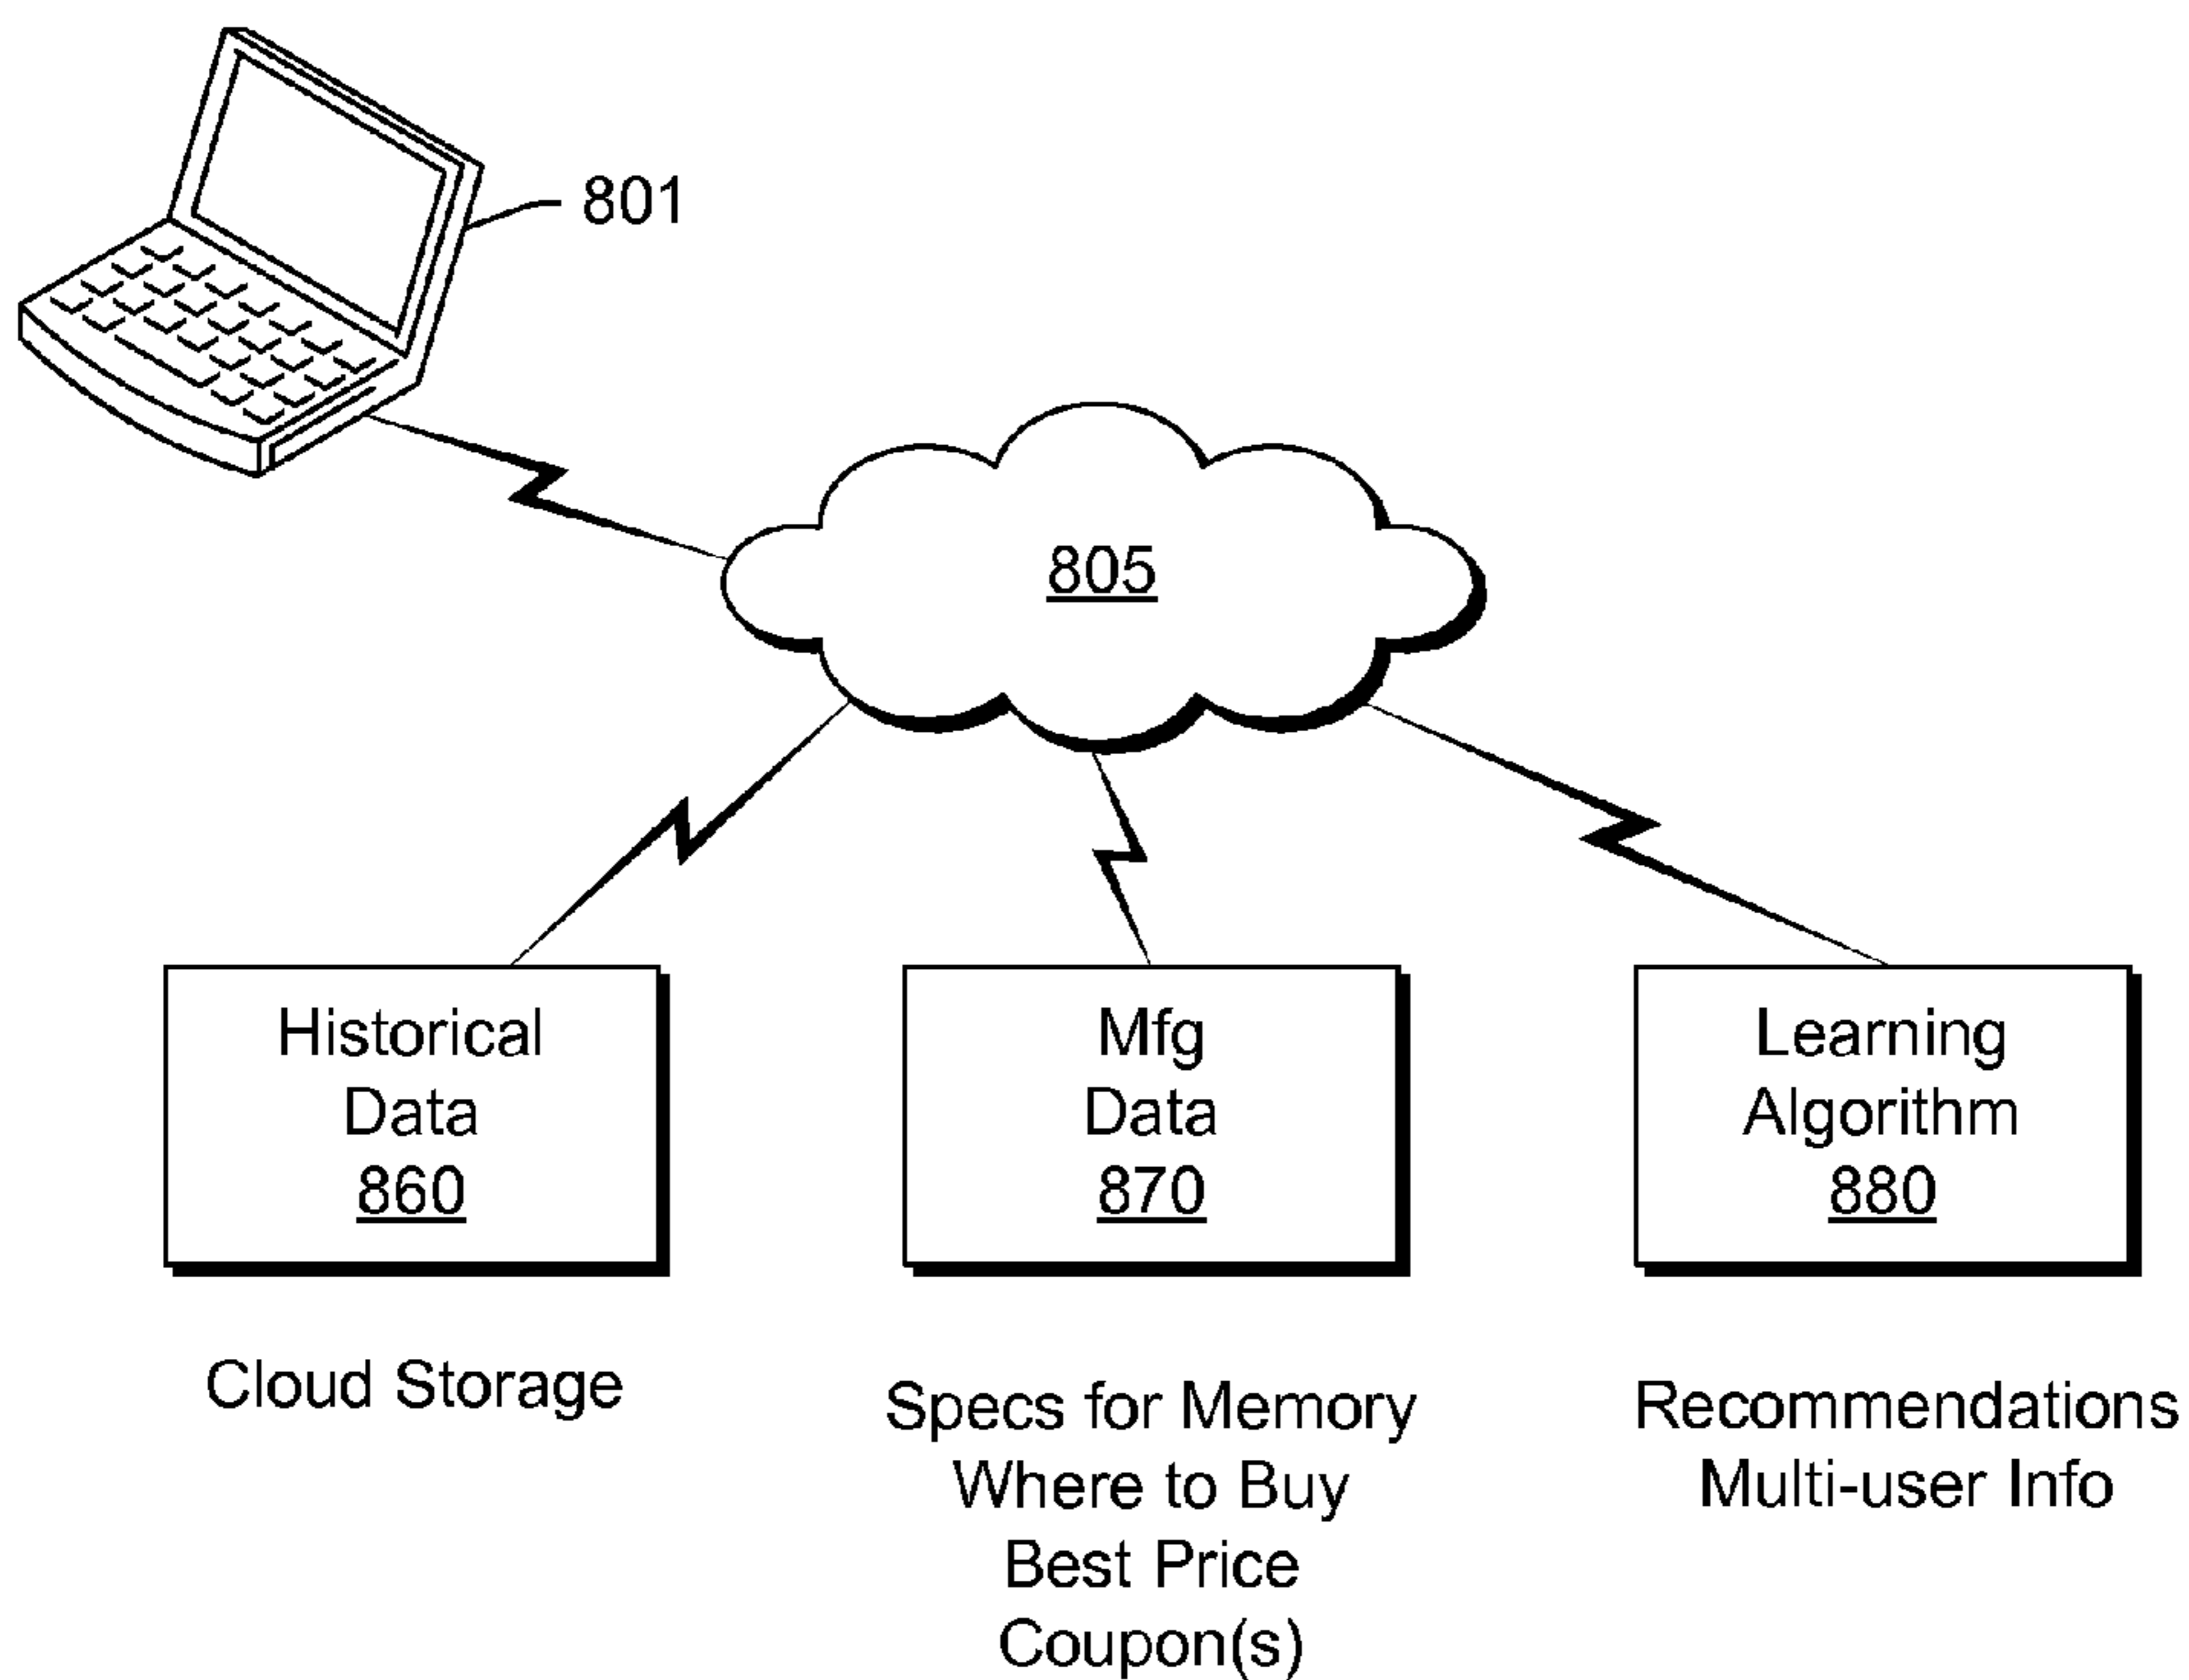 801
805
Historical
Data
860
Mfg
Data
870
Learning
Algorithm
880
Cloud Storage
Specs for Memory
Where to Buy
Best Price
Coupon(s)
Recommendations
Multi-user Info